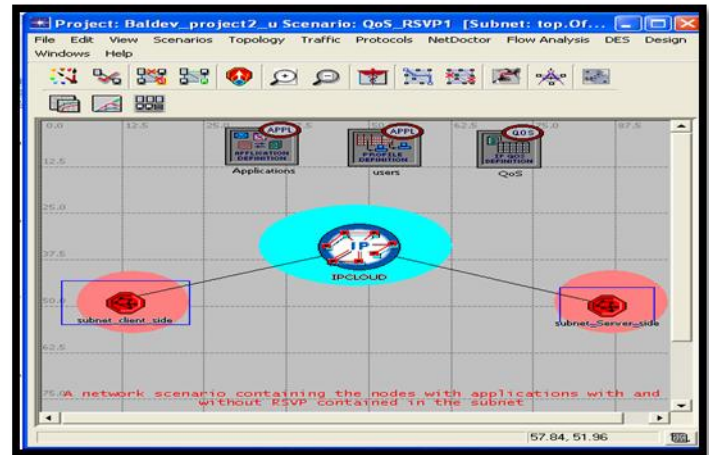 Project: Baldev_project2_u Scenario: QoS_RSVP1 [Subnet: top.Of...
File Edit View Scenarios Topology Traffic Protocols NetDoctor Flow Analysis DES Design
Windows Help
0.0 12.5 25.0 37.5 50.0 62.5 75.0 87.5
APPL APPL QOS
APPLICATION DEFINITION PROFILE DEFINITION IP QOS DEFINITION
Applications users QoS
12.5
25.0
37.5
IP
IPCLOUD
50.0
subnet_client_side subnet_Server_side
62.5
75.0
A network scenario containing the nodes with applications with and
without RSVP contained in the subnet
57.84, 51.96